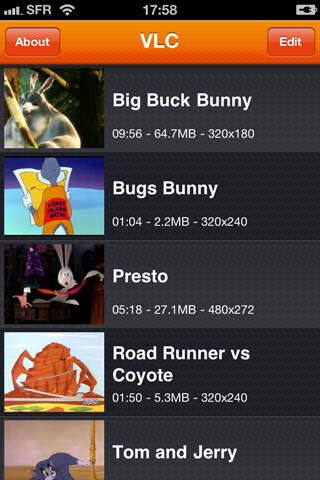 SFR 17:58
About VLC Edit
Big Buck Bunny
09:56 - 64.7MB - 320x180
Bugs Bunny
01:04 - 2.2MB - 320x240
CONEY
ISLAND
Presto
05:18 - 27.1MB - 480x272
Road Runner vs
Coyote
01:50 - 5.3MB - 320x240
Tom and Jerry